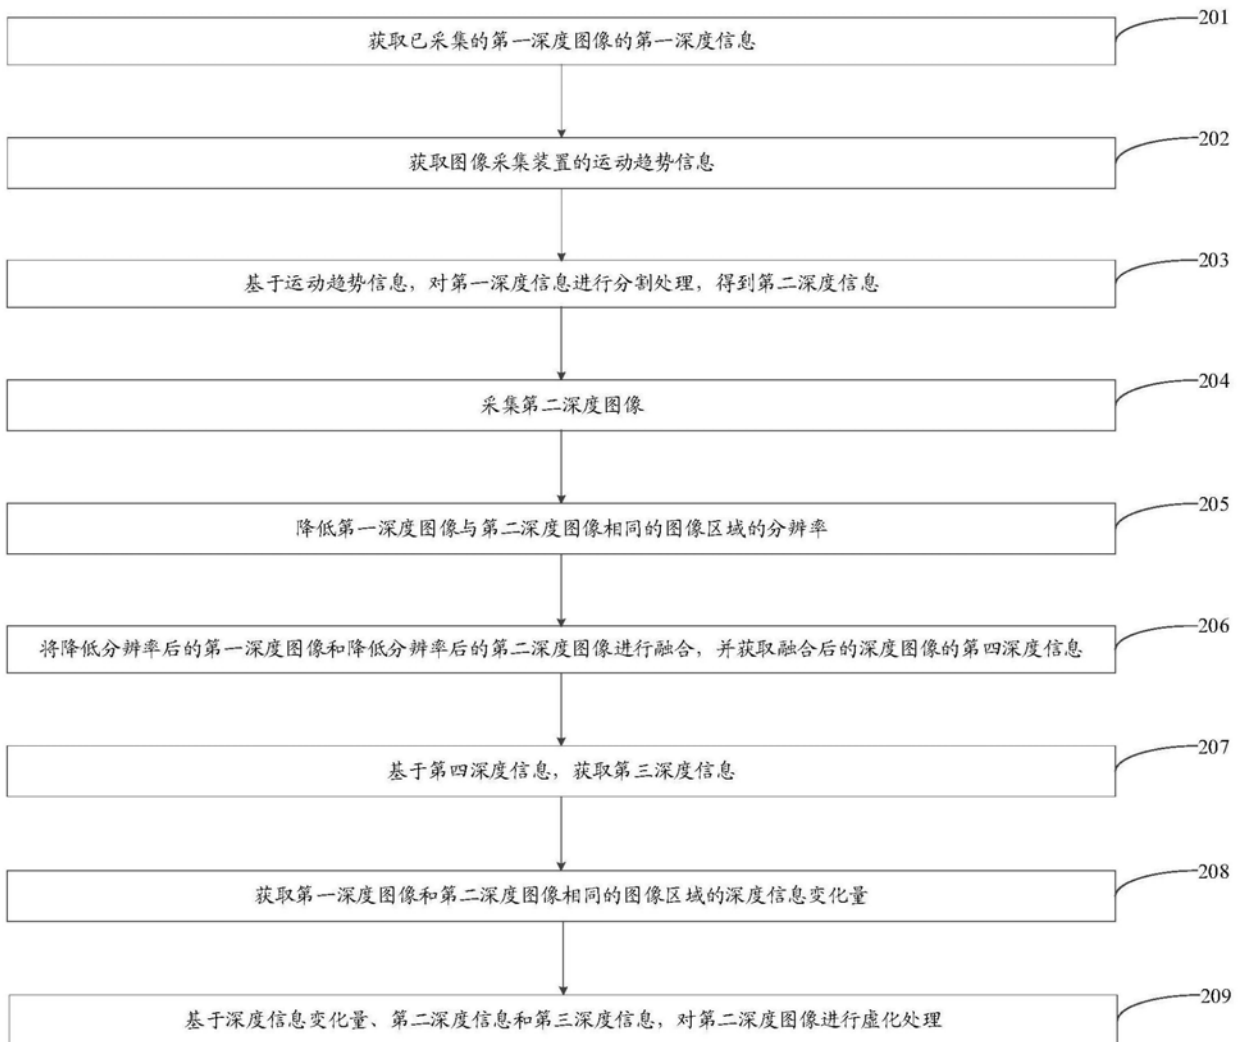 获取已采集的第一深度图像的第一深度信息
201
获取图像采集装置的运动趋势信息
202
基于运动趋势信息，对第一深度信息进行分割处理，得到第二深度信息
203
采集第二深度图像
204
降低第一深度图像与第二深度图像相同的图像区域的分辨率
205
将降低分辨率后的第一深度图像和降低分辨率后的第二深度图像进行融合，并获取融合后的深度图像的第四深度信息
206
基于第四深度信息，获取第三深度信息
207
获取第一深度图像和第二深度图像相同的图像区域的深度信息变化量
208
基于深度信息变化量、第二深度信息和第三深度信息，对第二深度图像进行虚化处理
209